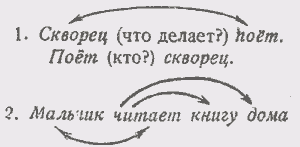 1. Скворец (что делает?) поёт.
Поёт (кто?) скворец.
2. Мальчик читает книгу дома